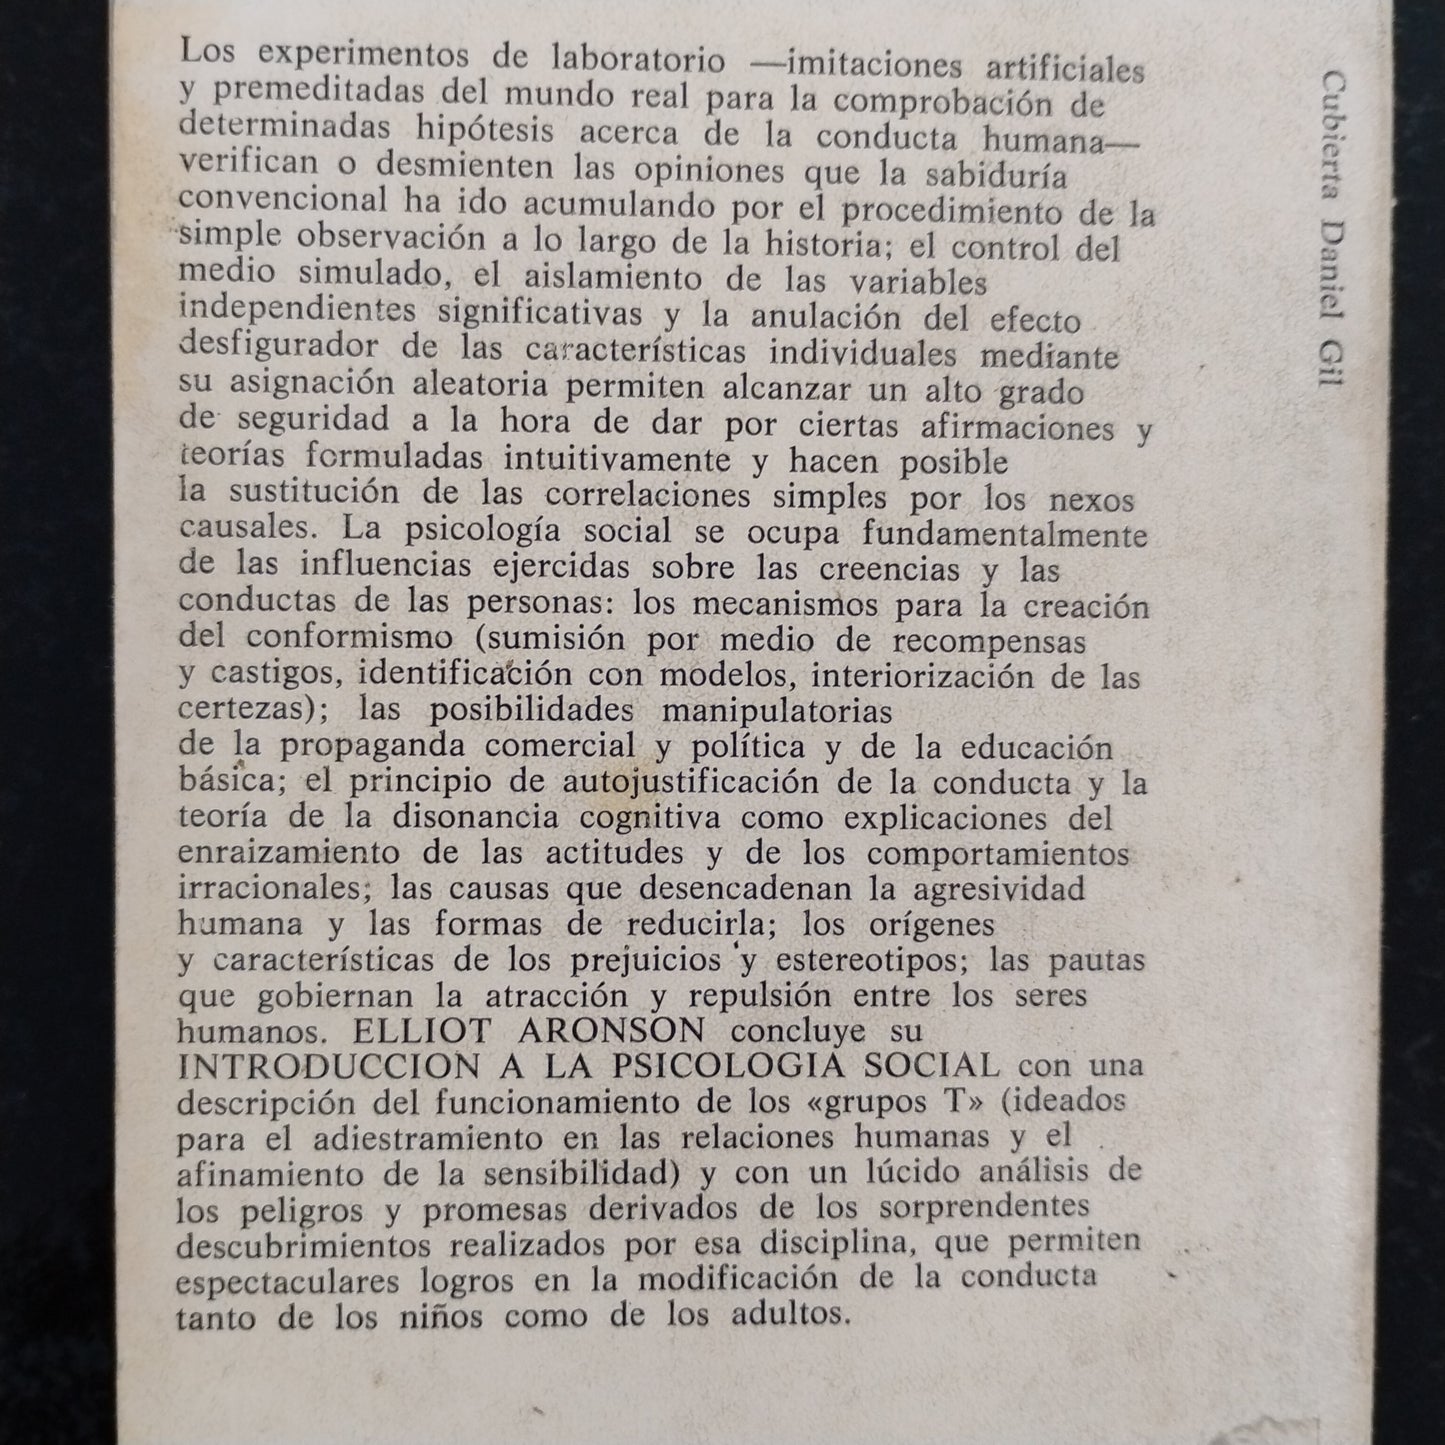 Los experimentos de laboratorio —imitaciones artificiales
y premeditadas del mundo real para la comprobación de
determinadas hipótesis acerca de la conducta humana—
verifican o desmienten las opiniones que la sabiduría
convencional ha ido acumulando por el procedimiento de la
simple observación a lo largo de la historia; el control del
medio simulado, el aislamiento de las variables
independientes significativas y la anulación del efecto
desfigurador de las características individuales mediante
su asignación aleatoria permiten alcanzar un alto grado
de seguridad a la hora de dar por ciertas afirmaciones y
teorías formuladas intuitivamente y hacen posible
la sustitución de las correlaciones simples por los nexos
causales. La psicología social se ocupa fundamentalmente
de las influencias ejercidas sobre las creencias y las
conductas de las personas: los mecanismos para la creación
del conformismo (sumisión por medio de recompensas
y castigos, identificación con modelos, interiorización de las
certezas); las posibilidades manipulatorias
de la propaganda comercial y política y de la educación
básica; el principio de autojustificación de la conducta y la
teoría de la disonancia cognitiva como explicaciones del
enraizamiento de las actitudes y de los comportamientos
irracionales; las causas que desencadenan la agresividad
humana y las formas de reducirla; los orígenes
y características de los prejuicios y estereotipos; las pautas
que gobiernan la atracción y repulsión entre los seres
humanos. ELLIOT ARONSON concluye su
INTRODUCCION A LA PSICOLOGIA SOCIAL con una
descripción del funcionamiento de los «grupos T» (ideados
para el adiestramiento en las relaciones humanas y el
afinamiento de la sensibilidad) y con un lúcido análisis de
los peligros y promesas derivados de los sorprendentes
descubrimientos realizados por esa disciplina, que permiten
espectaculares logros en la modificación de la conducta
tanto de los niños como de los adultos.
Cubierta Daniel Gil